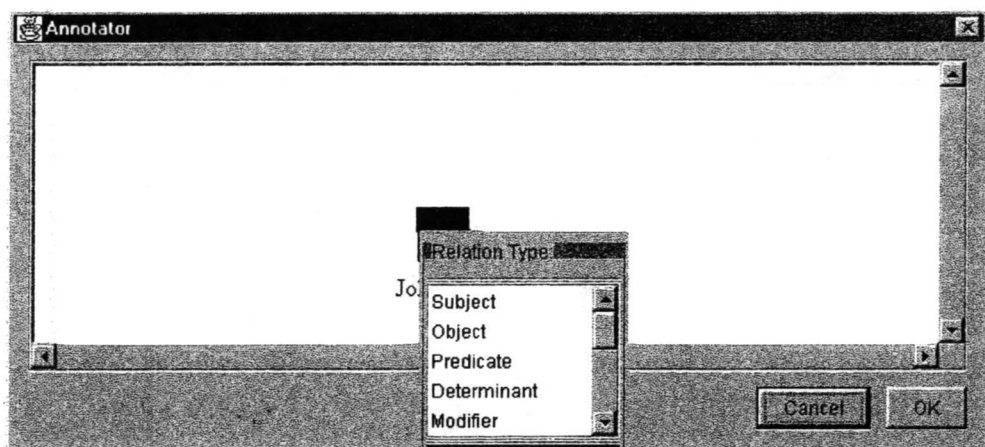 Annotator
Relation Type:
Subject
Object
Predicate
Determinant
Modifier
Cancel
OK